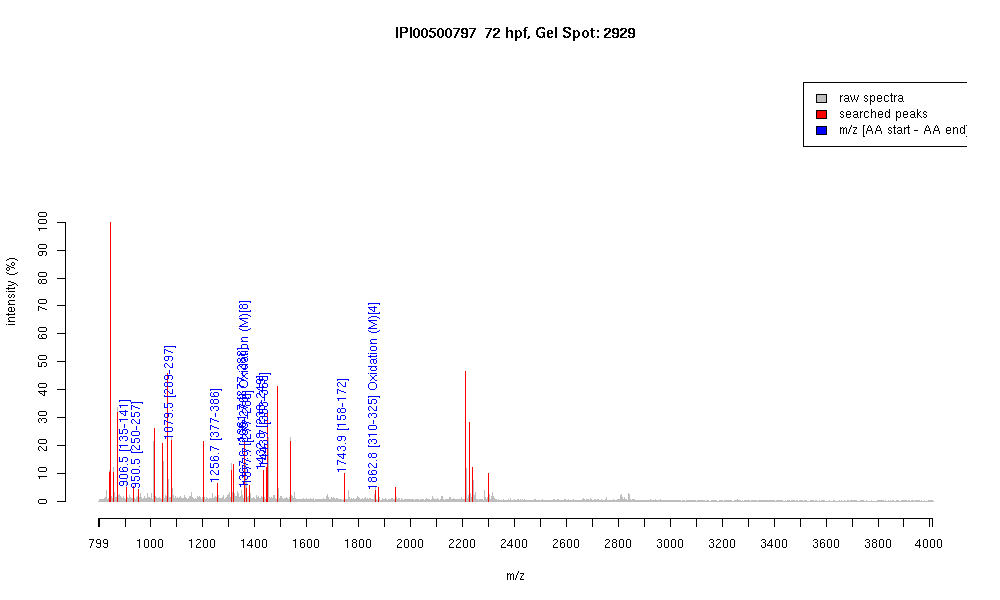 IPI00500797 72 hpf, Gel Spot: 2929
raw spectra
searched peaks
m/z [AA start - AA end]
intensity (%)
100
90
80
70
60
50
40
30
20
10
0
906.5 [135-141]
950.5 [250-257]
1079.5 [289-297]
1256.7 [377-386]
Oxidation (M)[8]
1743.9 [158-172]
1862.8 [310-325] Oxidation (M)[4]
799 1000 1200 1400 1600 1800 2000 2200 2400 2600 2800 3000 3200 3400 3600 3800 4000
m/z